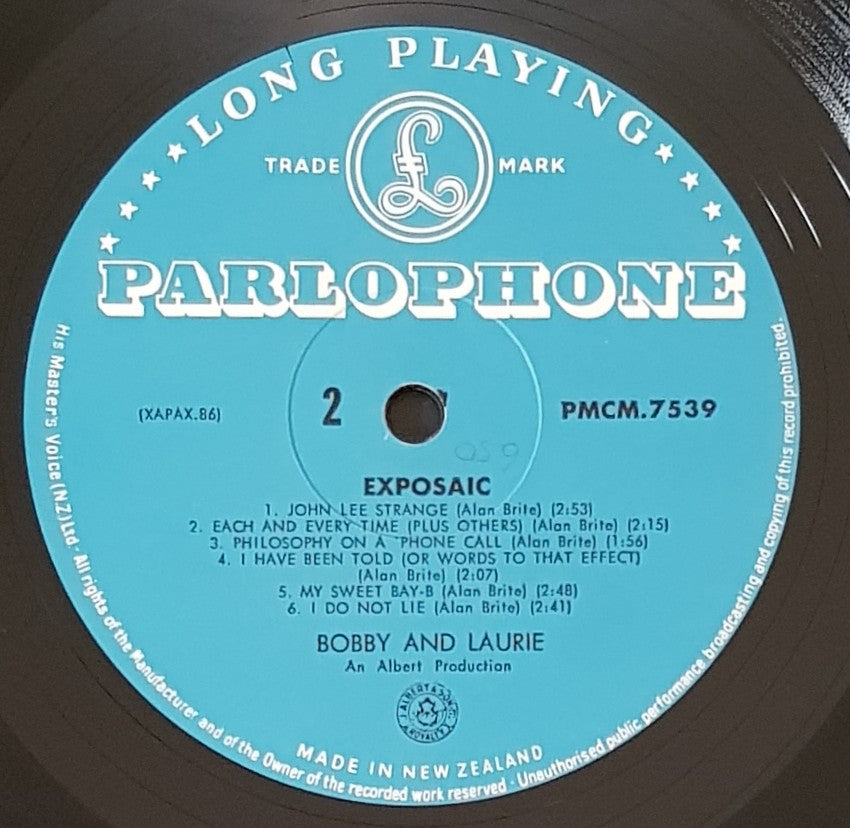 LONG PLAYING
TRADE MARK
£
PARLOPHONE
(XAPAX.86)
2
PMCM.7539
EXPOSAIC
1. JOHN LEE STRANGE (Alan Brite) (2:53)
2. EACH AND EVERY TIME (PLUS OTHERS) (Alan Brite) (2:15)
3. PHILOSOPHY ON A 'PHONE CALL (Alan Brite) (1:56)
4. I HAVE BEEN TOLD (OR WORDS TO THAT EFFECT)
(Alan Brite) (2:07)
5. MY SWEET BAY-B (Alan Brite) (2:48)
6. I DO NOT LIE (Alan Brite) (2:41)
BOBBY AND LAURIE
An Albert Production
MADE IN NEW ZEALAND
His Master's Voice (N.Z.) Ltd. · All rights of the Manufacturer and of the Owner of the recorded work reserved · Unauthorised public performance broadcasting and copying of this record prohibited.